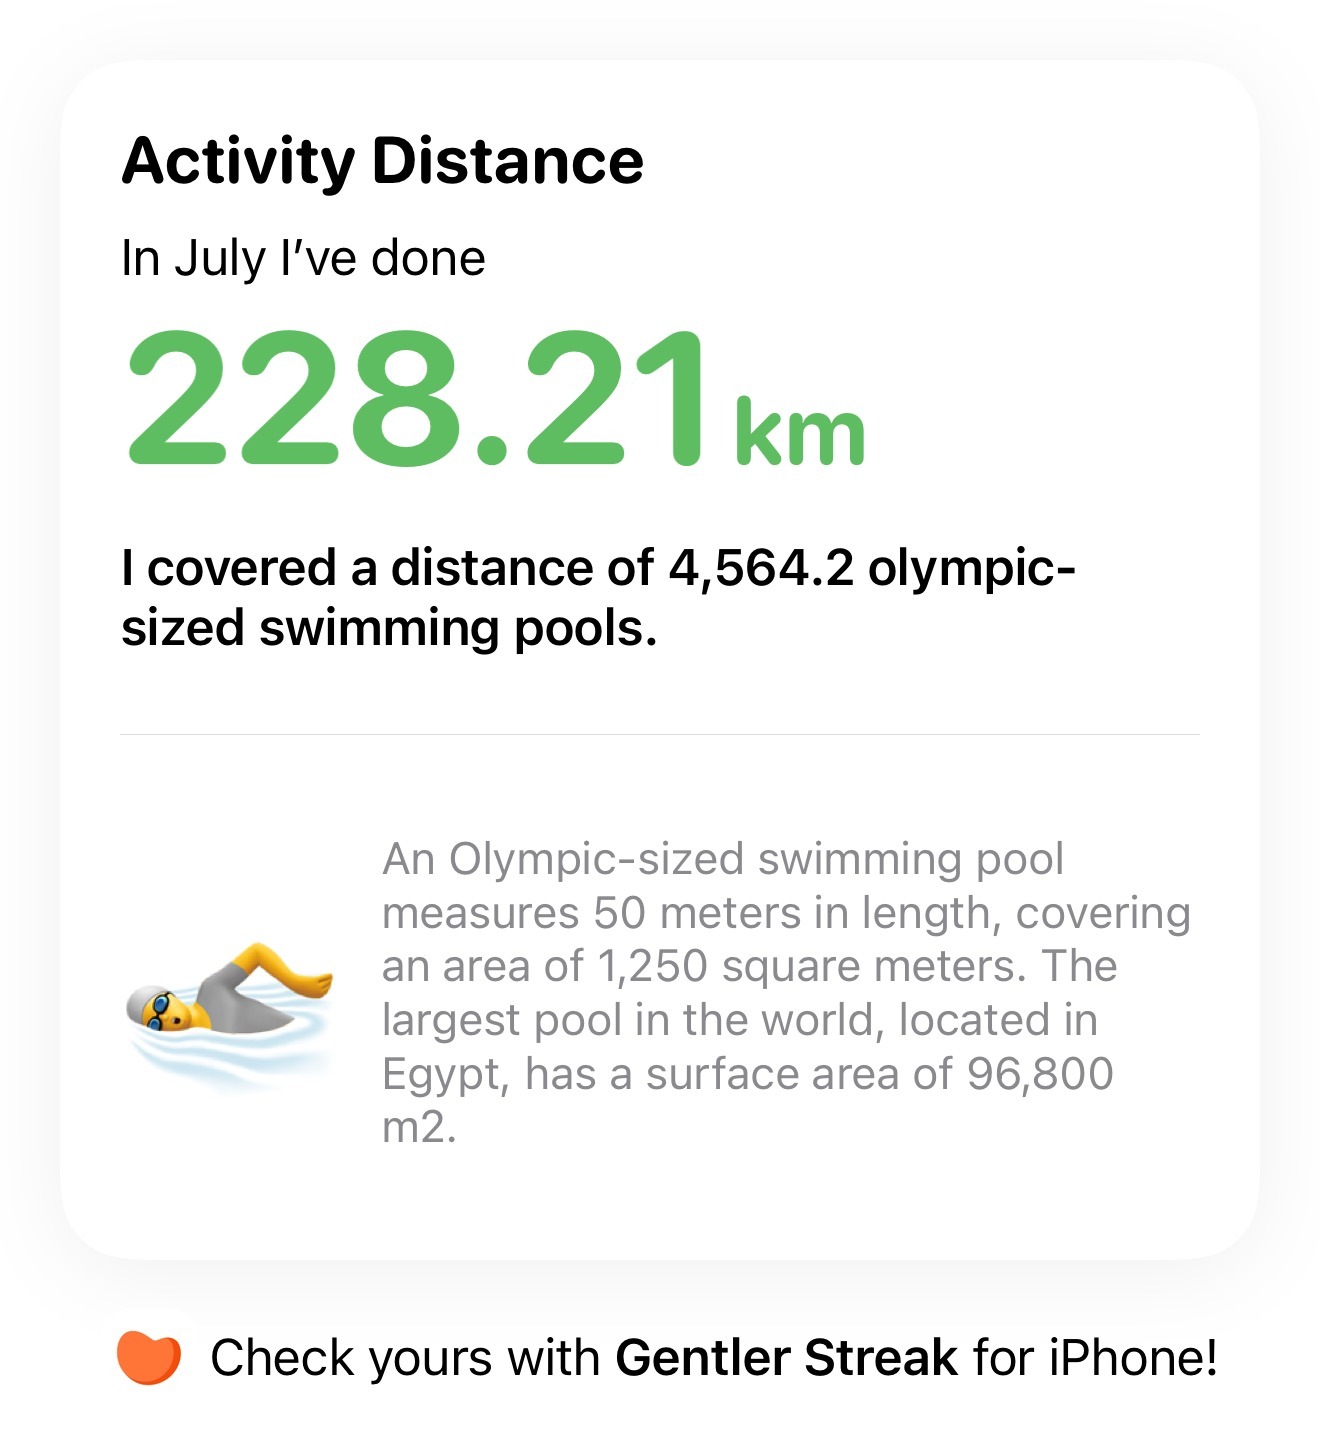 Activity Distance
In July I’ve done
228.21 km
I covered a distance of 4,564.2 olympic-
sized swimming pools.
An Olympic-sized swimming pool
measures 50 meters in length, covering
an area of 1,250 square meters. The
largest pool in the world, located in
Egypt, has a surface area of 96,800
m2.
Check yours with Gentler Streak for iPhone!